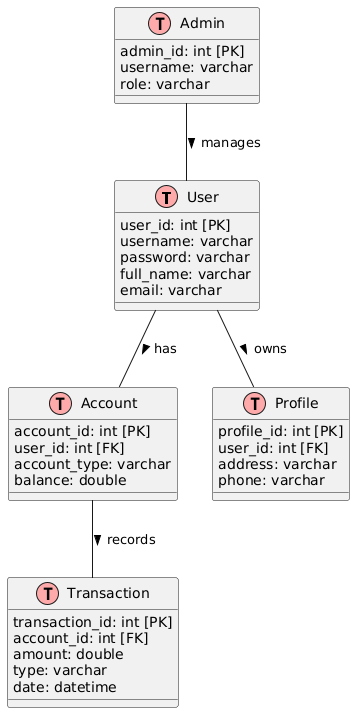 T Admin
admin_id: int [PK]
username: varchar
role: varchar
manages
T User
user_id: int [PK]
username: varchar
password: varchar
full_name: varchar
email: varchar
has
owns
T Account
account_id: int [PK]
user_id: int [FK]
account_type: varchar
balance: double
T Profile
profile_id: int [PK]
user_id: int [FK]
address: varchar
phone: varchar
records
T Transaction
transaction_id: int [PK]
account_id: int [FK]
amount: double
type: varchar
date: datetime